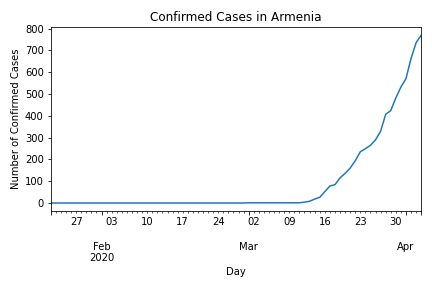 Confirmed Cases in Armenia
Number of Confirmed Cases
800
700
600
500
400
300
200
100
0
27 03 10 17 24 02 09 16 23 30
Feb Mar Apr
2020
Day